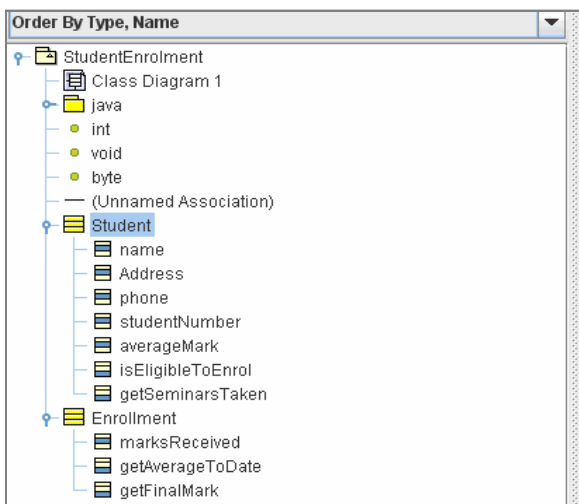 Order By Type, Name
StudentEnrolment
Class Diagram 1
java
int
void
byte
(Unnamed Association)
Student
name
Address
phone
studentNumber
averageMark
isEligibleToEnrol
getSeminarsTaken
Enrollment
marksReceived
getAverageToDate
getFinalMark